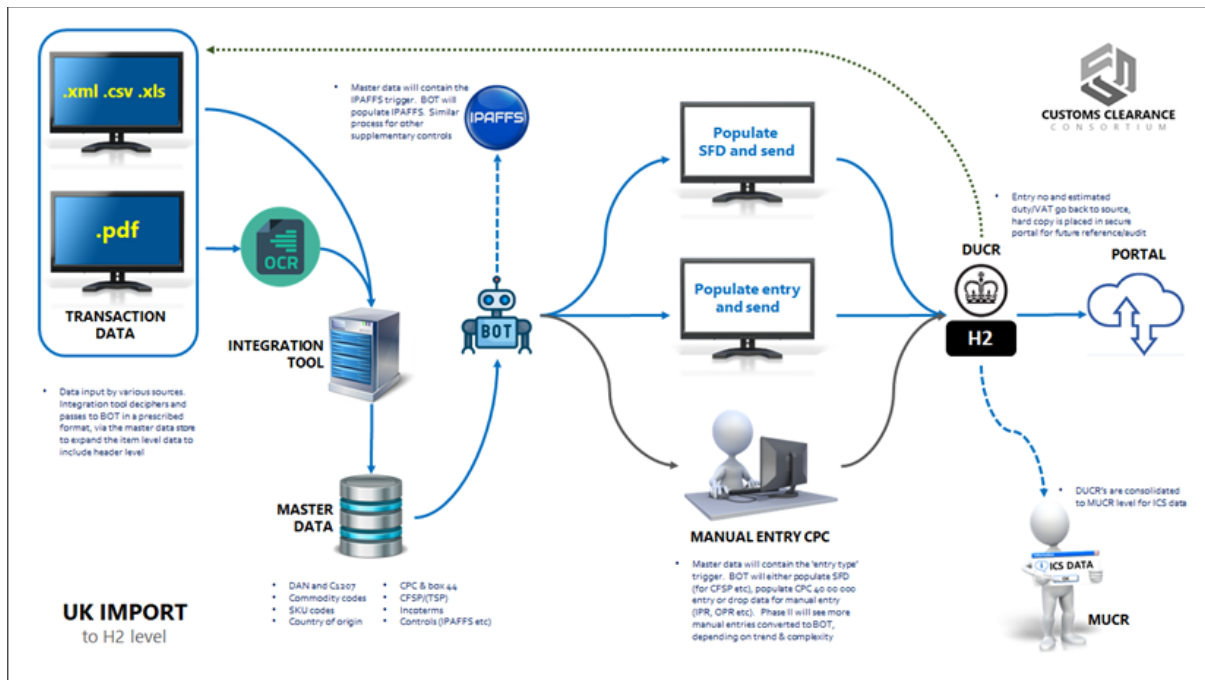 .xml .csv .xls
.pdf
TRANSACTION
DATA
• Data input by various sources.
Integration tool deciphers and
passes to BOT in a prescribed
format, via the master data store
to expand the item level data to
include header level
UK IMPORT
to H2 level
OCR
INTEGRATION
TOOL
MASTER
DATA
• DAN and C1207
• Commodity codes
• SKU codes
• Country of origin
• CPC & box 44
• CFSP/(TSP)
• Incoterms
• Controls (IPAFFS etc)
• Master data will contain the
IPAFFS trigger. BOT will
populate IPAFFS. Similar
process for other
supplementary controls
IPAFFS
BOT
Populate
SFD and send
Populate entry
and send
MANUAL ENTRY CPC
• Master data will contain the 'entry type'
trigger. BOT will either populate SFD
(for CFSP etc), populate CPC 40 00 000
entry or drop data for manual entry
(IPR, OPR etc). Phase II will see more
manual entries converted to BOT,
depending on trend & complexity
CUSTOMS CLEARANCE
CONSORTIUM
• Entry no and estimated
duty/VAT go back to source,
hard copy is placed in secure
portal for future reference/audit
DUCR
H2
PORTAL
• DUCR's are consolidated
to MUCR level for ICS data
ICS DATA
OK
MUCR